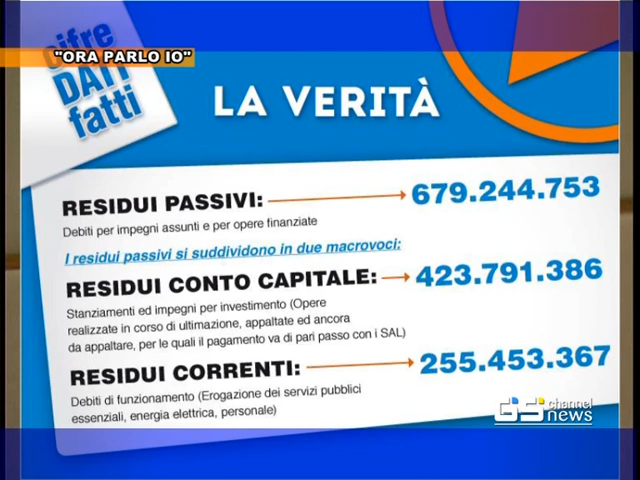 cifre
"ORA PARLO IO"
DATI
fatti
LA VERITÀ
RESIDUI PASSIVI: 679.244.753
Debiti per impegni assunti e per opere finanziate
I residui passivi si suddividono in due macrovoci:
RESIDUI CONTO CAPITALE: 423.791.386
Stanziamenti ed impegni per investimento (Opere
realizzate in corso di ultimazione, appaltate ed ancora
da appaltare, per le quali il pagamento va di pari passo con i SAL)
RESIDUI CORRENTI: 255.453.367
Debiti di funzionamento (Erogazione dei servizi pubblici
essenziali, energia elettrica, personale)
GS channel
news